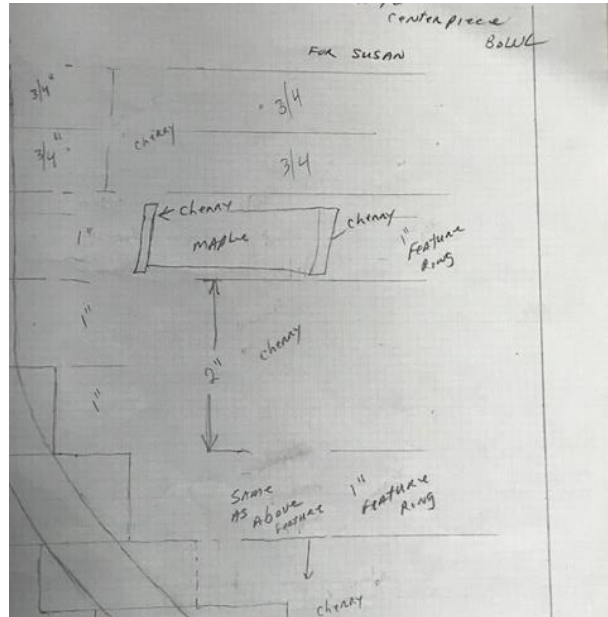 Centerpiece
BOWL
FOR SUSAN
3/4"
3/4
cherry
3/4"
3/4
cherry
cherry
1"
MAPLE
1"
FEATURE
RING
1"
cherry
2"
1"
SAME
AS Above
FEATURE
1"
FEATURE
RING
cherry